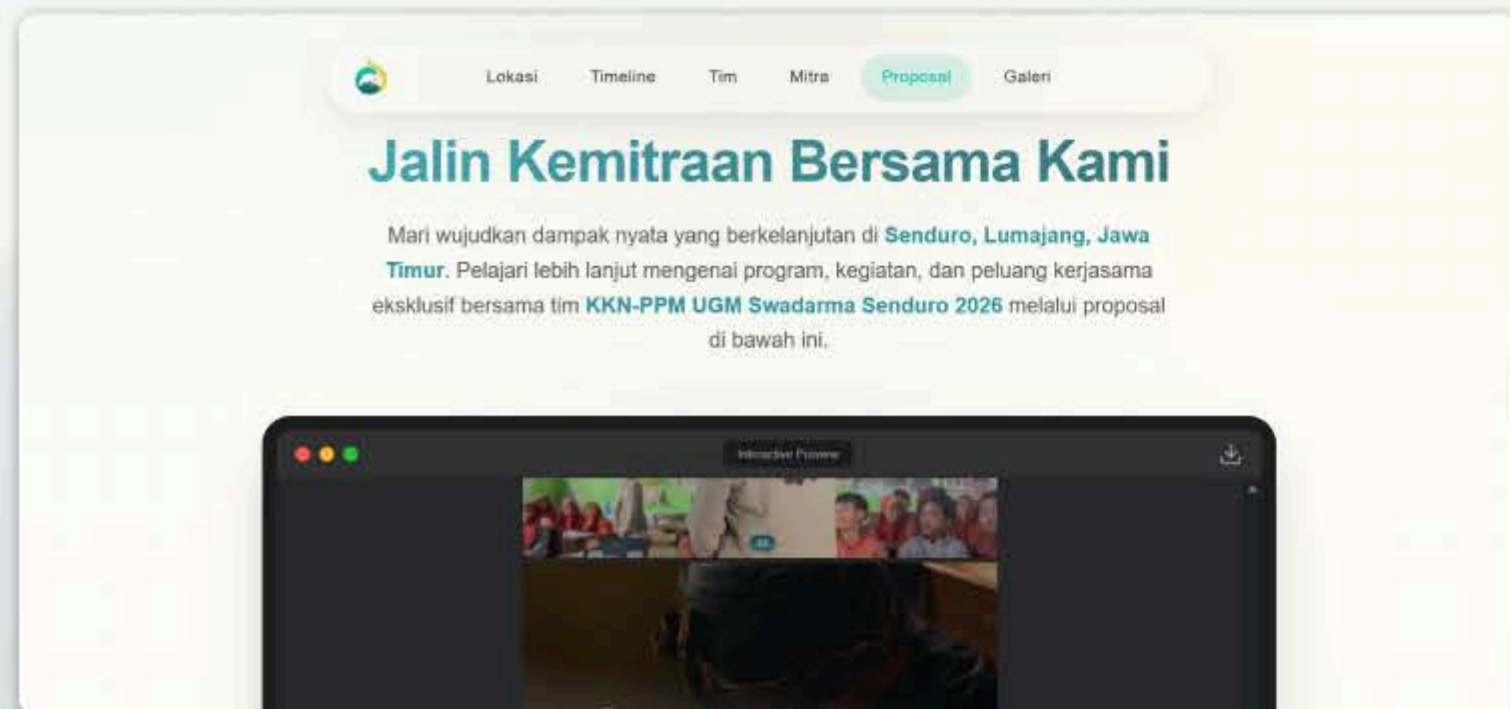 Lokasi
Timeline
Tim
Mitra
Proposal
Galeri
Jalin Kemitraan Bersama Kami
Mari wujudkan dampak nyata yang berkelanjutan di Senduro, Lumajang, Jawa
Timur. Pelajari lebih lanjut mengenai program, kegiatan, dan peluang kerjasama
eksklusif bersama tim KKN-PPM UGM Swadarma Senduro 2026 melalui proposal
di bawah ini.
Interactive Preview